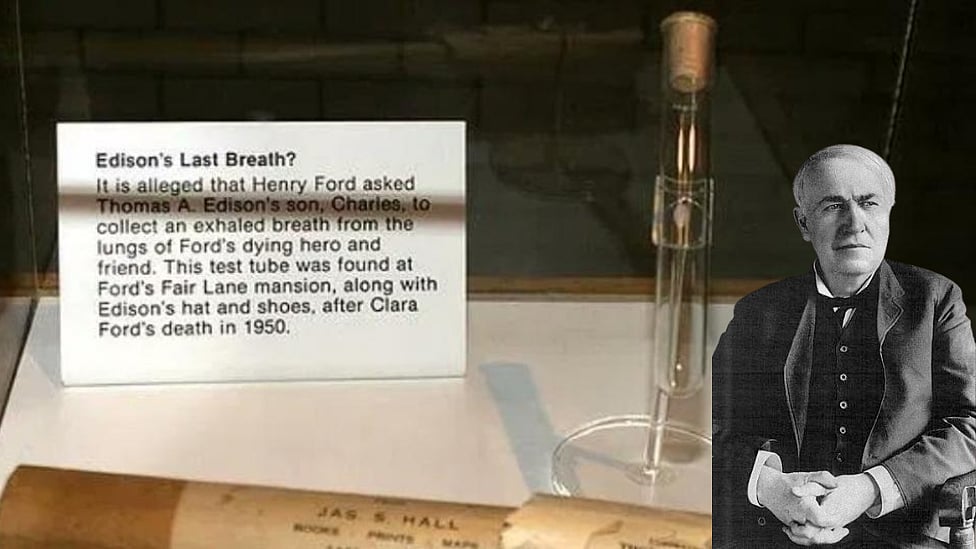 Edison's Last Breath?
It is alleged that Henry Ford asked
Thomas A. Edison's son, Charles, to
collect an exhaled breath from the
lungs of Ford's dying hero and
friend. This test tube was found at
Ford's Fair Lane mansion, along with
Edison's hat and shoes, after Clara
Ford's death in 1950.
JAS S. HALL
BOOKS PRINTS MAPS